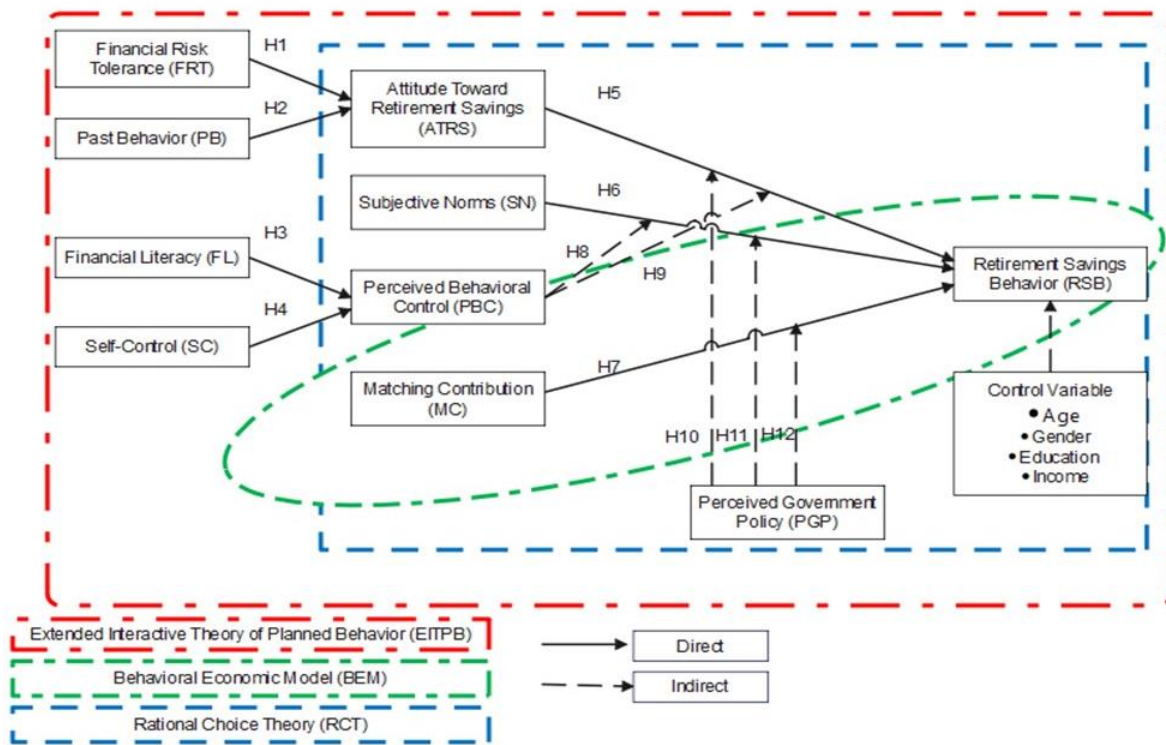 Financial Risk
Tolerance (FRT)
H1
H2
Past Behavior (PB)
Attitude Toward
Retirement Savings
(ATRS)
H5
Subjective Norms (SN)
H6
H3
Financial Literacy (FL)
H4
Self-Control (SC)
Perceived Behavioral
Control (PBC)
H8
H9
Retirement Savings
Behavior (RSB)
Matching Contribution
(MC)
H7
H10
H11
H12
Control Variable
• Age
• Gender
• Education
• Income
Perceived Government
Policy (PGP)
Extended Interactive Theory of Planned Behavior (EITPB)
Behavioral Economic Model (BEM)
Rational Choice Theory (RCT)
Direct
Indirect